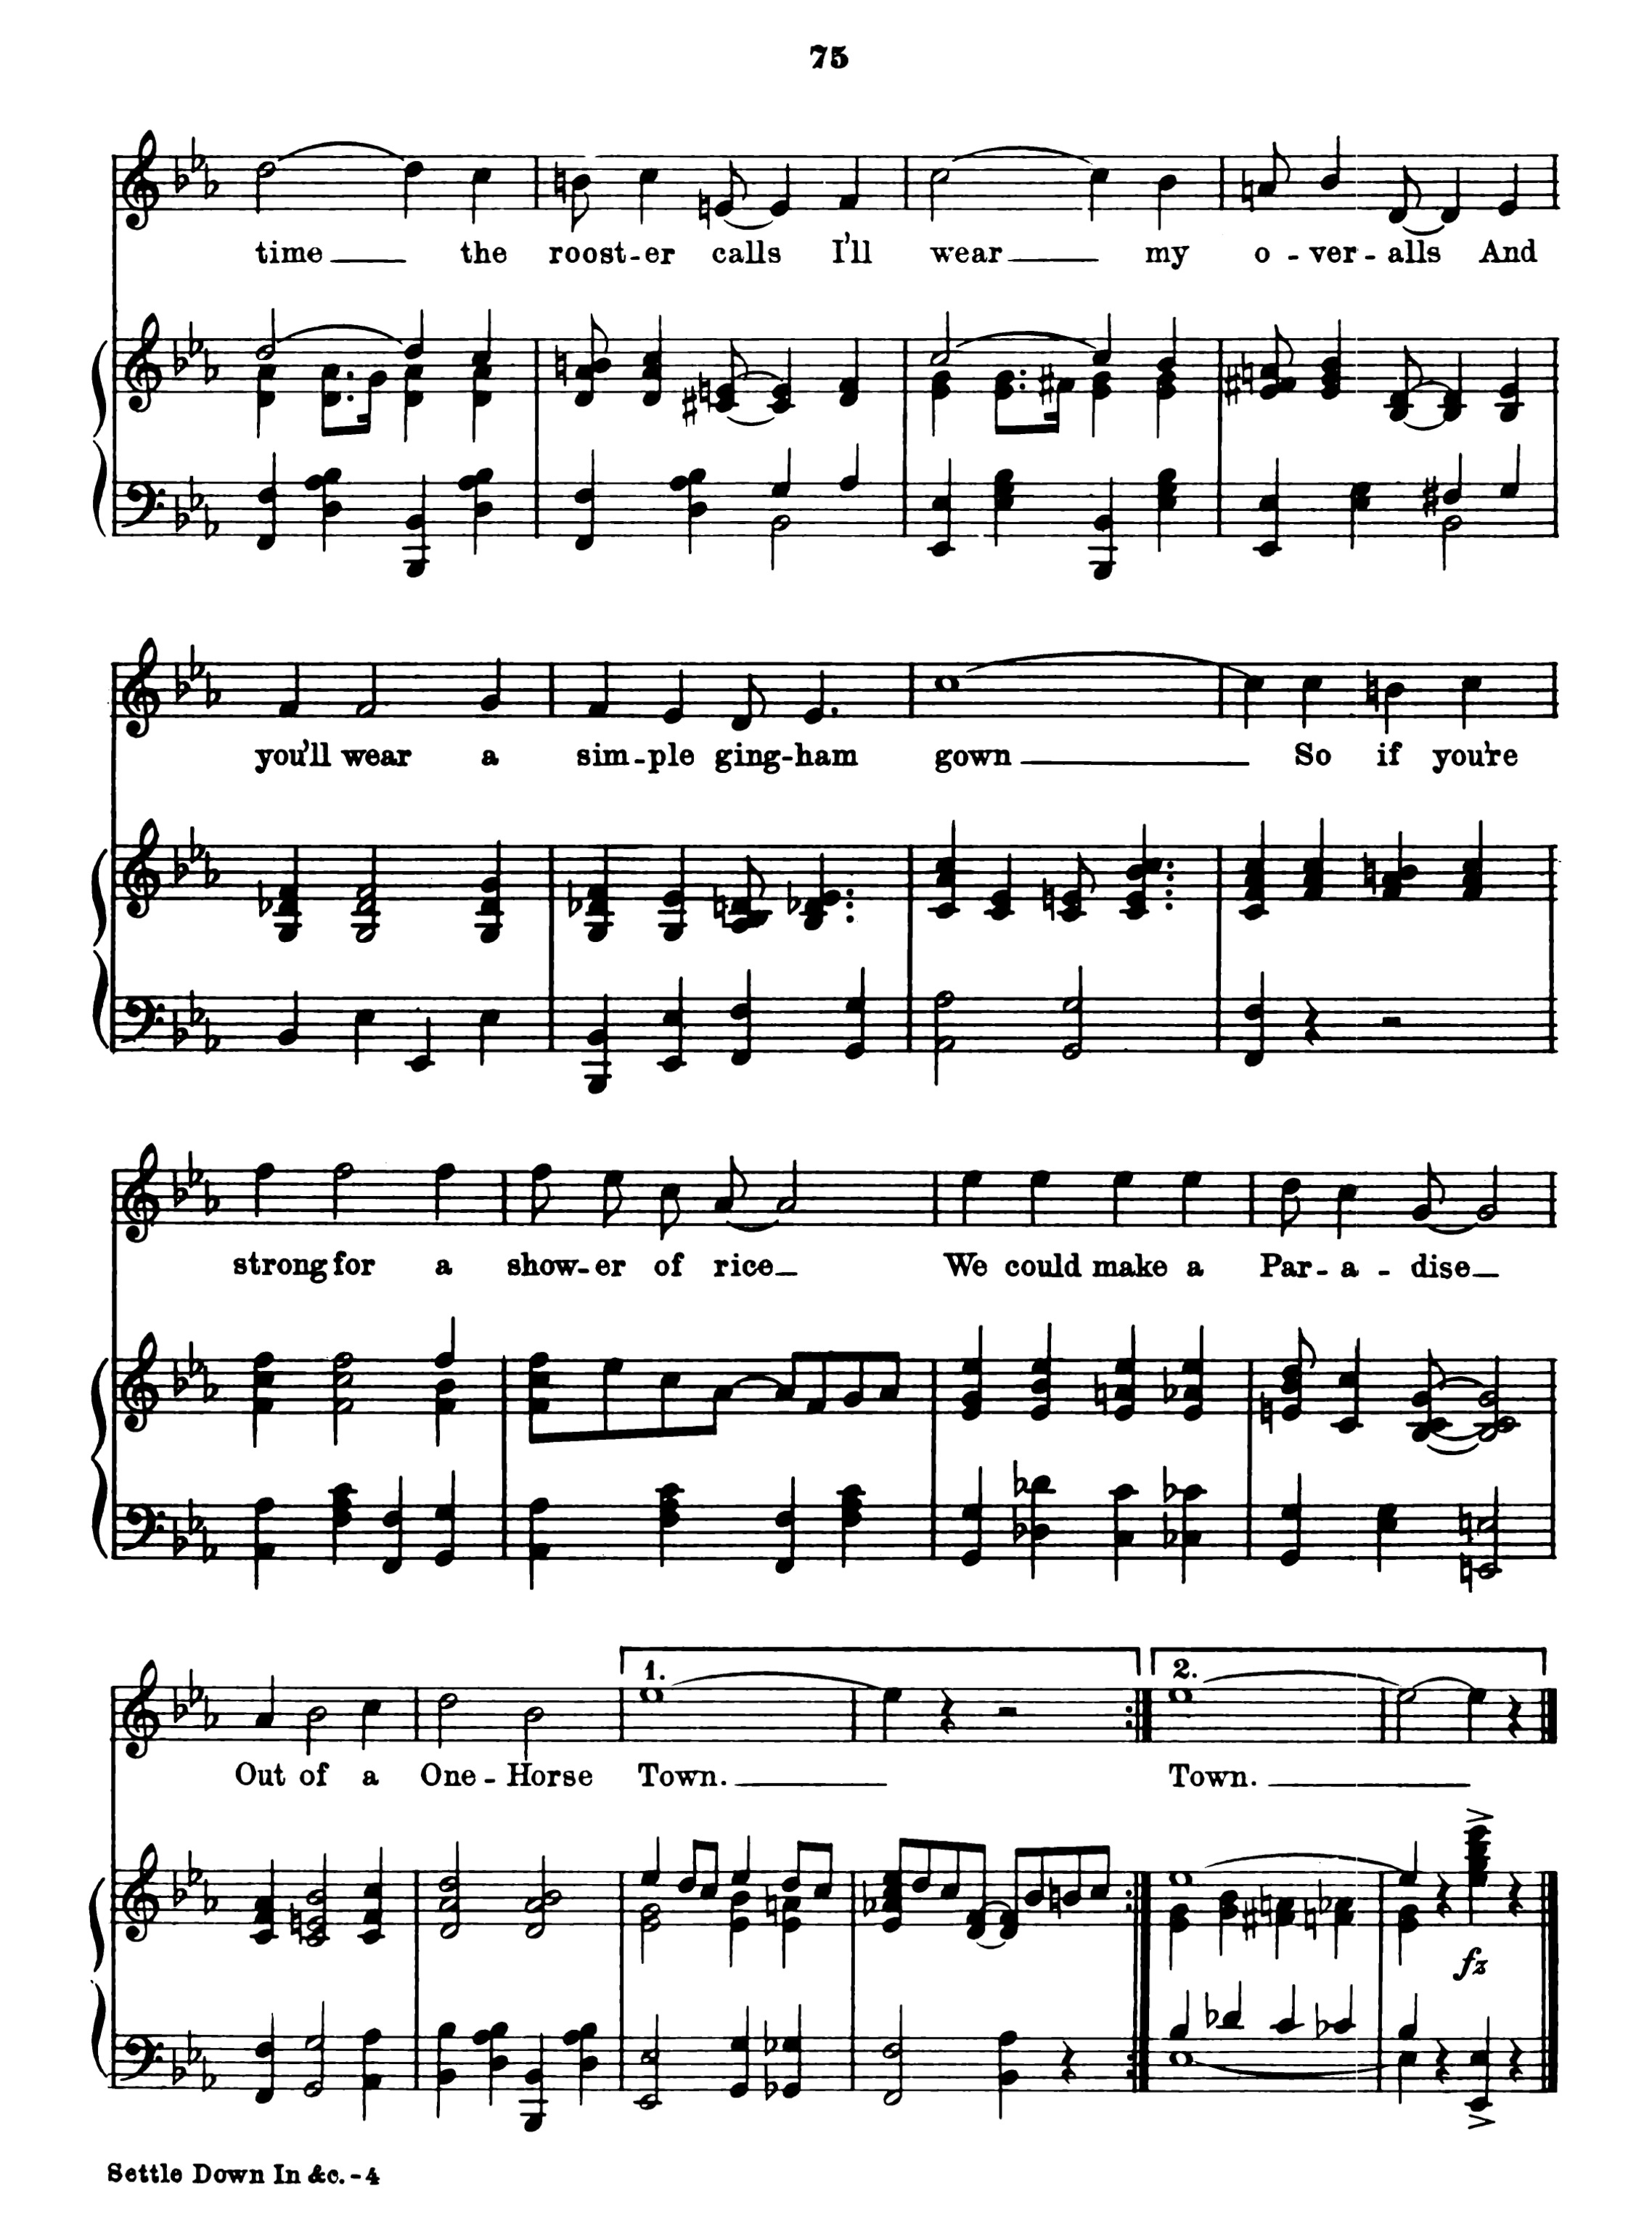 75
time the roost-er calls I'll wear my o-ver-alls And
you'll wear a sim-ple ging-ham gown So if you're
strong for a show-er of rice We could make a Par-a-dise
1. 2.
Out of a One-Horse Town. Town.
fz
Settle Down In &c.-4